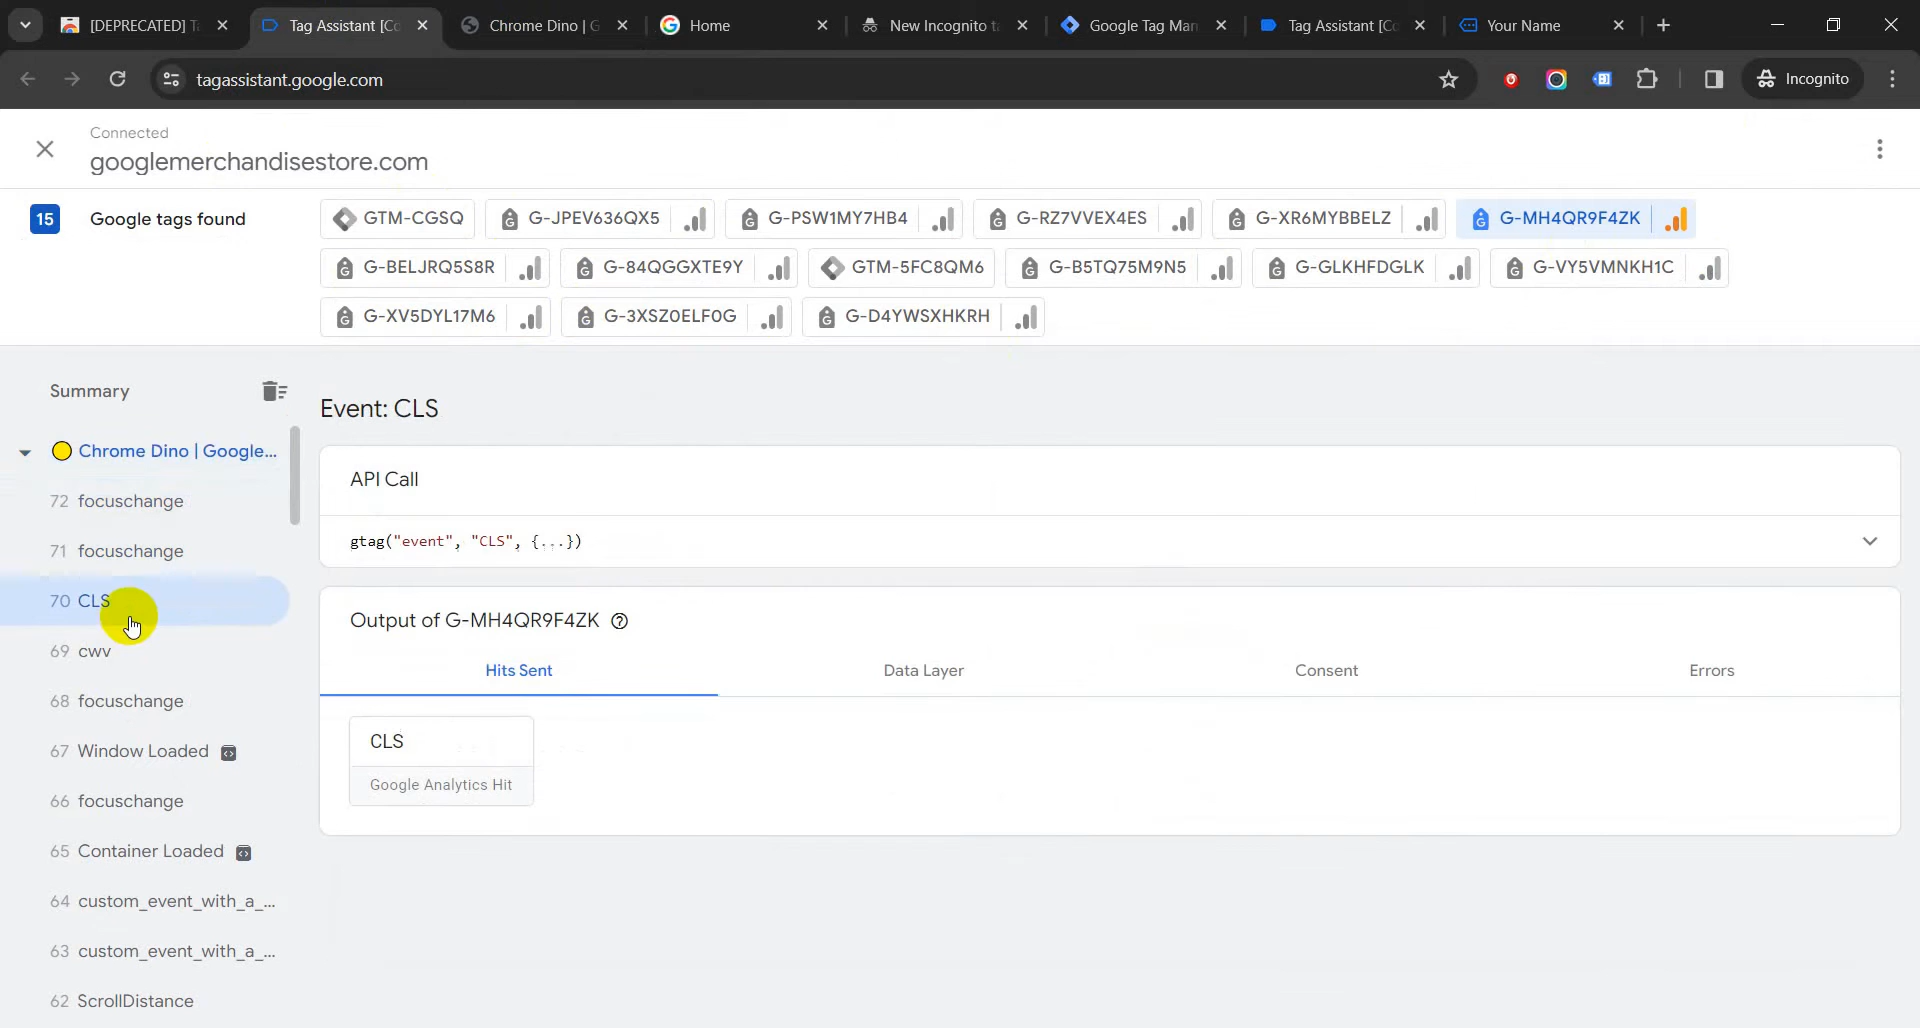 [DEPRECATED] Ta
Tag Assistant [Co
Chrome Dino | G
Home
New Incognito ta
Google Tag Man
Tag Assistant [Co
Your Name
tagassistant.google.com
Incognito
Connected
googlemerchandisestore.com
15 Google tags found
GTM-CGSQ
G-JPEV636QX5
G-PSW1MY7HB4
G-RZ7VVEX4ES
G-XR6MYBBELZ
G-MH4QR9F4ZK
G-BELJRQ5S8R
G-84QGGXTE9Y
GTM-5FC8QM6
G-B5TQ75M9N5
G-GLKHFDGLK
G-VY5VMNKH1C
G-XV5DYL17M6
G-3XSZ0ELF0G
G-D4YWSXHKRH
Summary
Chrome Dino | Google...
72 focuschange
71 focuschange
70 CLS
69 cwv
68 focuschange
67 Window Loaded
66 focuschange
65 Container Loaded
64 custom_event_with_a_...
63 custom_event_with_a_...
62 ScrollDistance
Event: CLS
API Call
gtag("event", "CLS", {...})
Output of G-MH4QR9F4ZK
Hits Sent
Data Layer
Consent
Errors
CLS
Google Analytics Hit